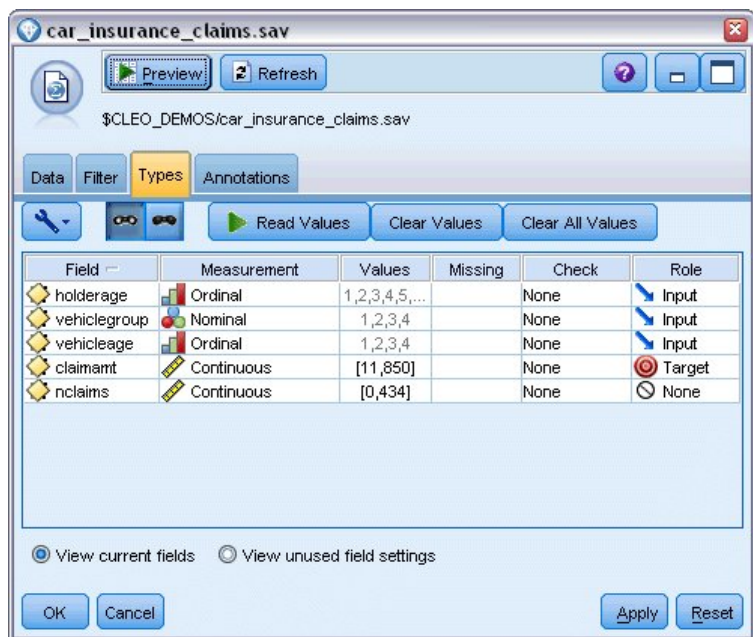 car_insurance_claims.sav
Preview Refresh
$CLEO_DEMOS/car_insurance_claims.sav
Data Filter Types Annotations
Read Values Clear Values Clear All Values
Field Measurement Values Missing Check Role
holderage Ordinal 1,2,3,4,5,... None Input
vehiclegroup Nominal 1,2,3,4 None Input
vehicleage Ordinal 1,2,3,4 None Input
claimamt Continuous [11,850] None Target
nclaims Continuous [0,434] None None
View current fields View unused field settings
OK Cancel Apply Reset